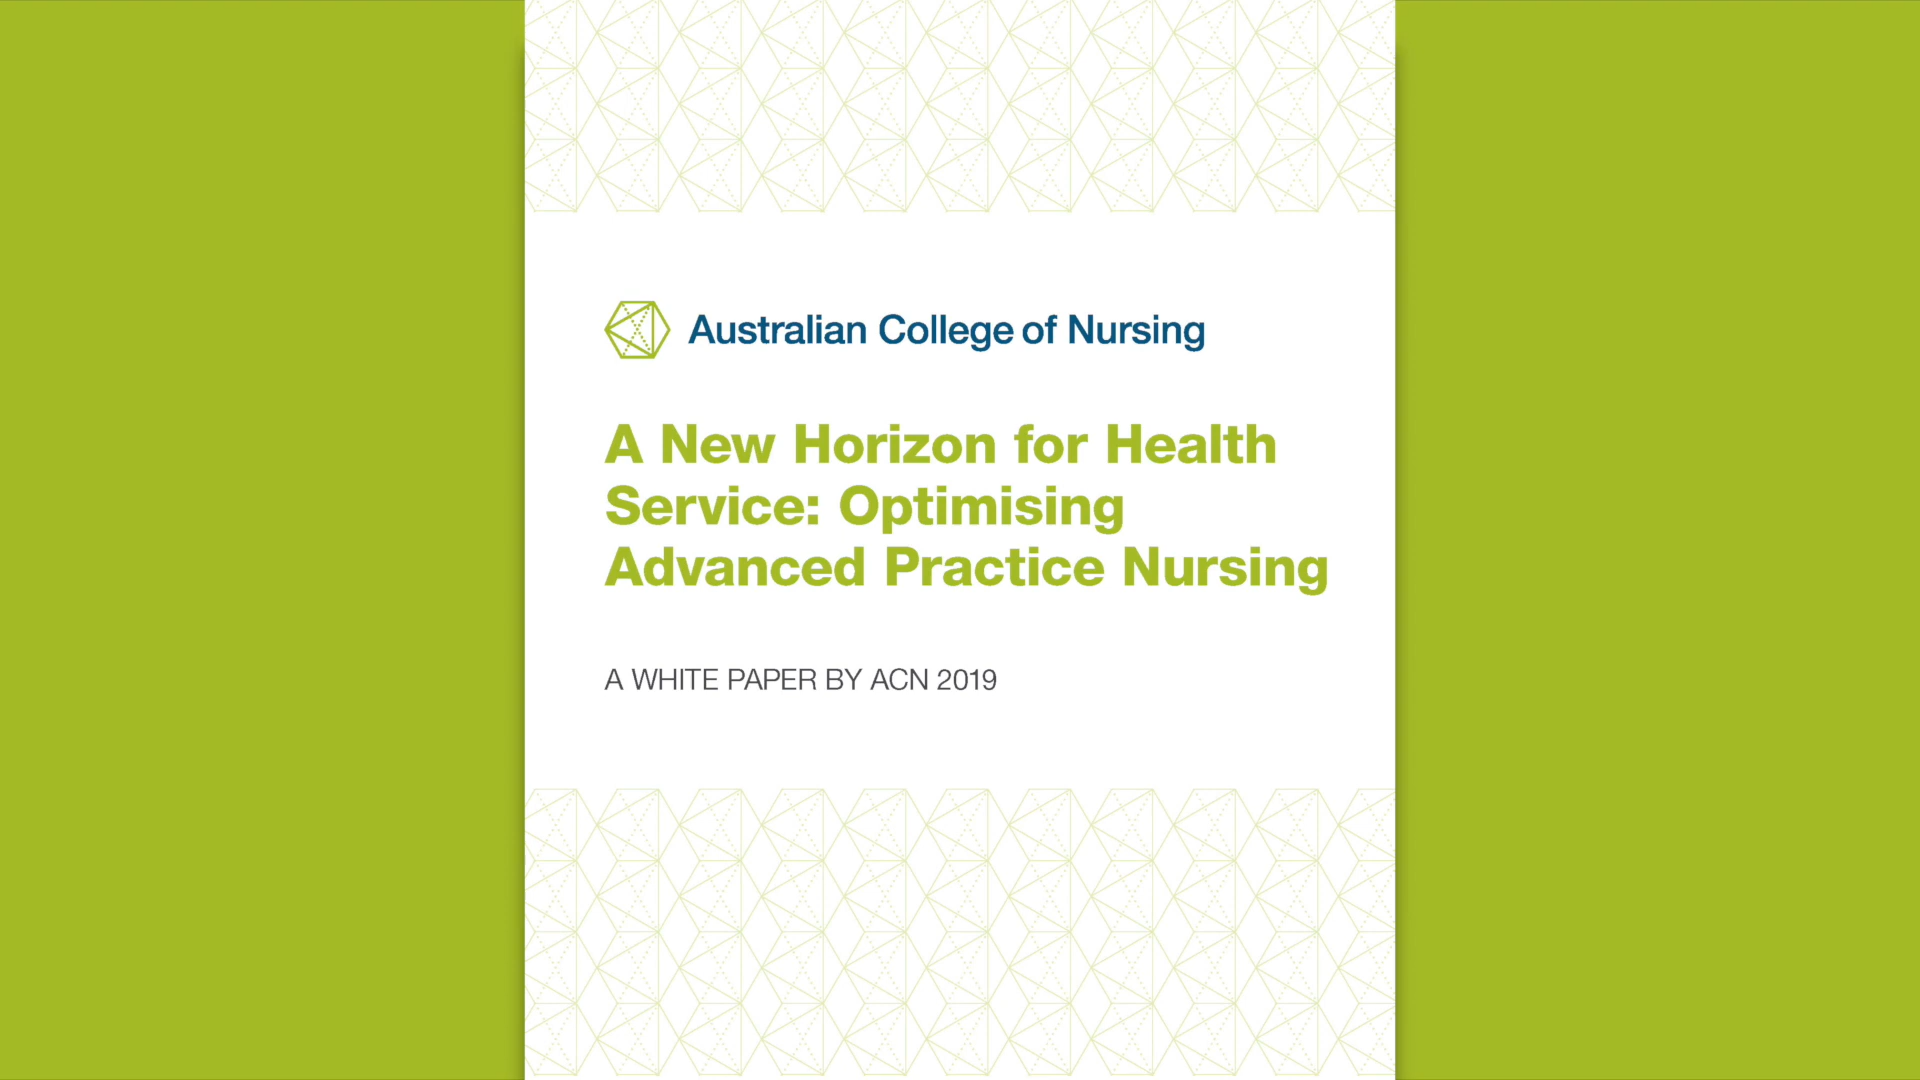 Australian College of Nursing
A New Horizon for Health
Service: Optimising
Advanced Practice Nursing
A WHITE PAPER BY ACN 2019